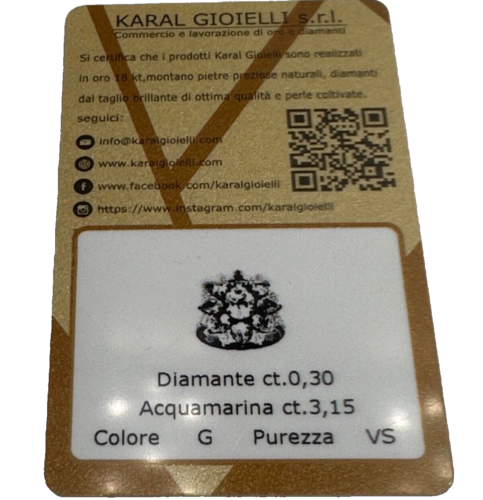 KARAL GIOIELLI s.r.l.
Commercio e lavorazione di oro e diamanti
Si certifica che i prodotti Karal Gioielli sono realizzati
in oro 18 kt,montano pietre preziose naturali, diamanti
dal taglio brillante di ottima qualità e perle coltivate.
seguici:
info@karalgioielli.com
www.karalgioielli.com
www.facebook.com/karalgioielli
https://www.instagram.com/karalgioielli
Diamante ct.0,30
Acquamarina ct.3,15
Colore G Purezza VS